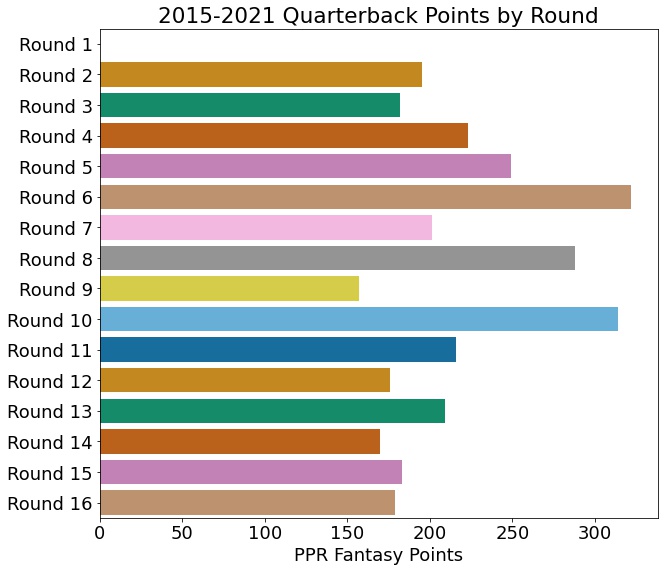 2015-2021 Quarterback Points by Round
Round 1
Round 2
Round 3
Round 4
Round 5
Round 6
Round 7
Round 8
Round 9
Round 10
Round 11
Round 12
Round 13
Round 14
Round 15
Round 16
0 50 100 150 200 250 300
PPR Fantasy Points